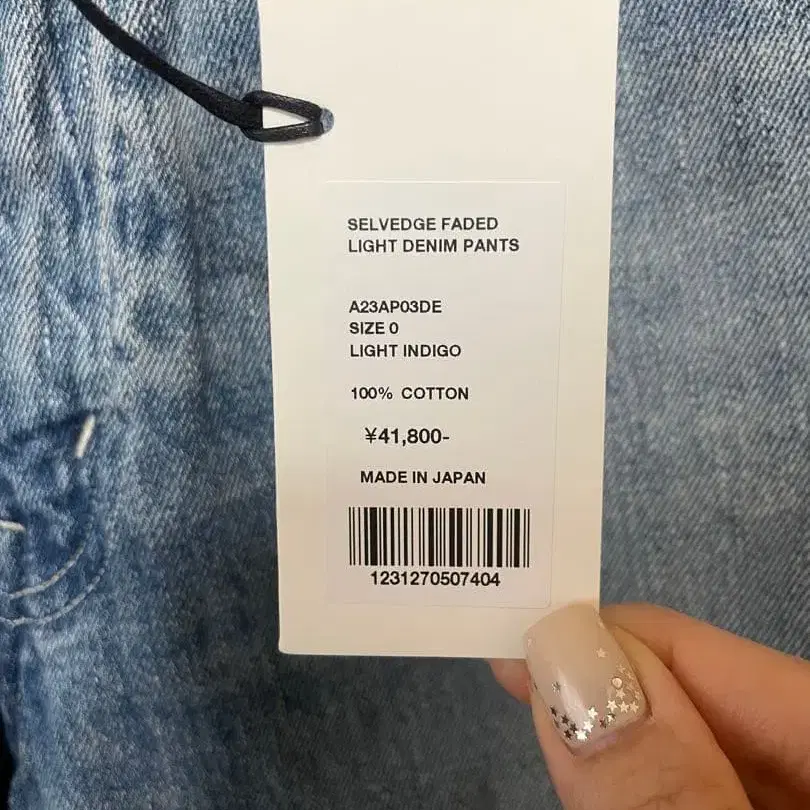 SELVEDGE FADED
LIGHT DENIM PANTS
A23AP03DE
SIZE 0
LIGHT INDIGO
100% COTTON
¥41,800-
MADE IN JAPAN
1231270507404